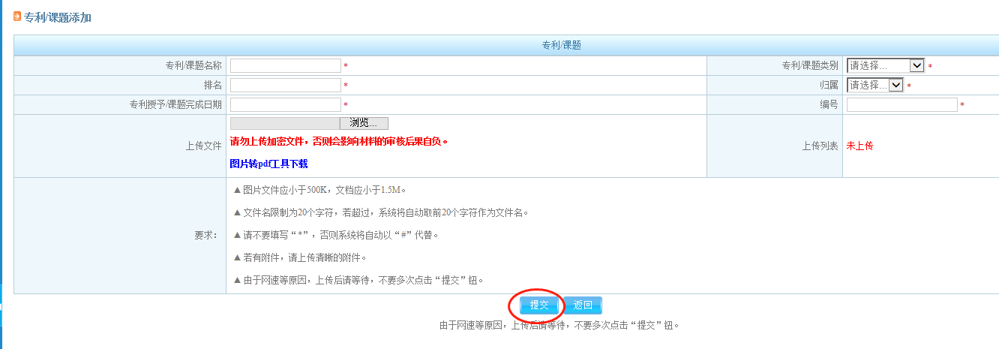 专利/课题添加
专利/课题
专利/课题名称 * 专利/课题类别 请选择... *
排名 * 归属 请选择... *
专利授予/课题完成日期 * 编号 *
浏览...
请勿上传加密文件，否则会影响材料的审核后果自负。
上传文件 上传列表 未上传
图片转pdf工具下载
▲图片文件应小于500K，文档应小于1.5M。
▲文件名限制为20个字符，若超过，系统将自动取前20个字符作为文件名。
要求： ▲请不要填写“*”，否则系统将自动以“#”代替。
▲若有附件，请上传清晰的附件。
▲由于网速等原因，上传后请等待，不要多次点击“提交”钮。
提交 返回
由于网速等原因，上传后请等待，不要多次点击“提交”钮。